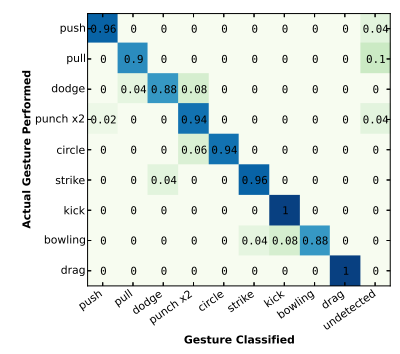 Actual Gesture Performed
push 0.96 0 0 0 0 0 0 0 0 0.04
pull 0 0.9 0 0 0 0 0 0 0 0.1
dodge 0 0.04 0.88 0.08 0 0 0 0 0 0
punch x2 0.02 0 0 0.94 0 0 0 0 0 0.04
circle 0 0 0 0.06 0.94 0 0 0 0 0
strike 0 0 0.04 0 0 0.96 0 0 0 0
kick 0 0 0 0 0 0 1 0 0 0
bowling 0 0 0 0 0 0.04 0.08 0.88 0 0
drag 0 0 0 0 0 0 0 0 1 0
push pull dodge punch x2 circle strike kick bowling drag undetected
Gesture Classified